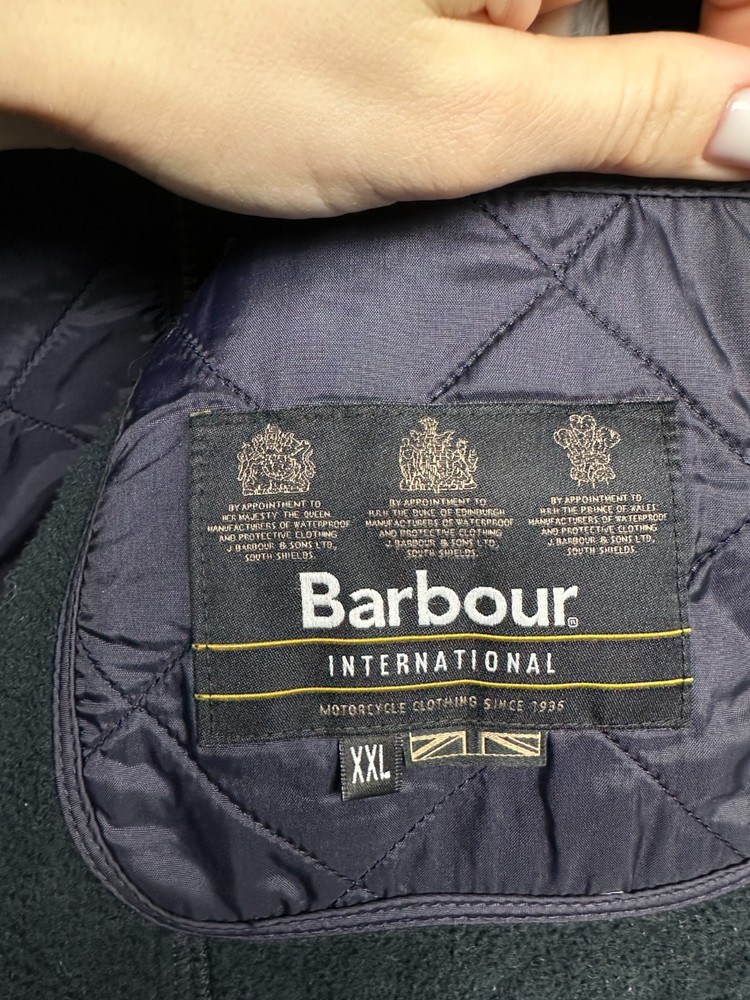 BY APPOINTMENT TO
HER MAJESTY THE QUEEN
MANUFACTURERS OF WATERPROOF
AND PROTECTIVE CLOTHING
J. BARBOUR & SONS LTD,
SOUTH SHIELDS.
BY APPOINTMENT TO
H.R.H. THE DUKE OF EDINBURGH
MANUFACTURERS OF WATERPROOF
AND PROTECTIVE CLOTHING
J. BARBOUR & SONS LTD,
SOUTH SHIELDS.
BY APPOINTMENT TO
H.R.H. THE PRINCE OF WALES
MANUFACTURERS OF WATERPROOF
AND PROTECTIVE CLOTHING
J. BARBOUR & SONS LTD,
SOUTH SHIELDS.
Barbour®
INTERNATIONAL
MOTORCYCLE CLOTHING SINCE 1936
XXL